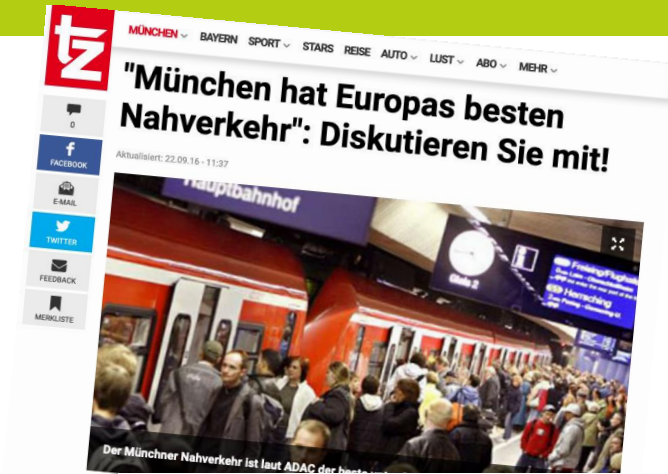 tz
MÜNCHEN BAYERN SPORT STARS REISE AUTO LUST ABO MEHR
"München hat Europas besten
Nahverkehr": Diskutieren Sie mit!
Aktualisiert: 22.09.16 - 11:37
0
FACEBOOK
E-MAIL
TWITTER
FEEDBACK
MERKLISTE
Hauptbahnhof
Gleis 2
Freising/Flughafen
Herrsching
Der Münchner Nahverkehr ist laut ADAC der beste